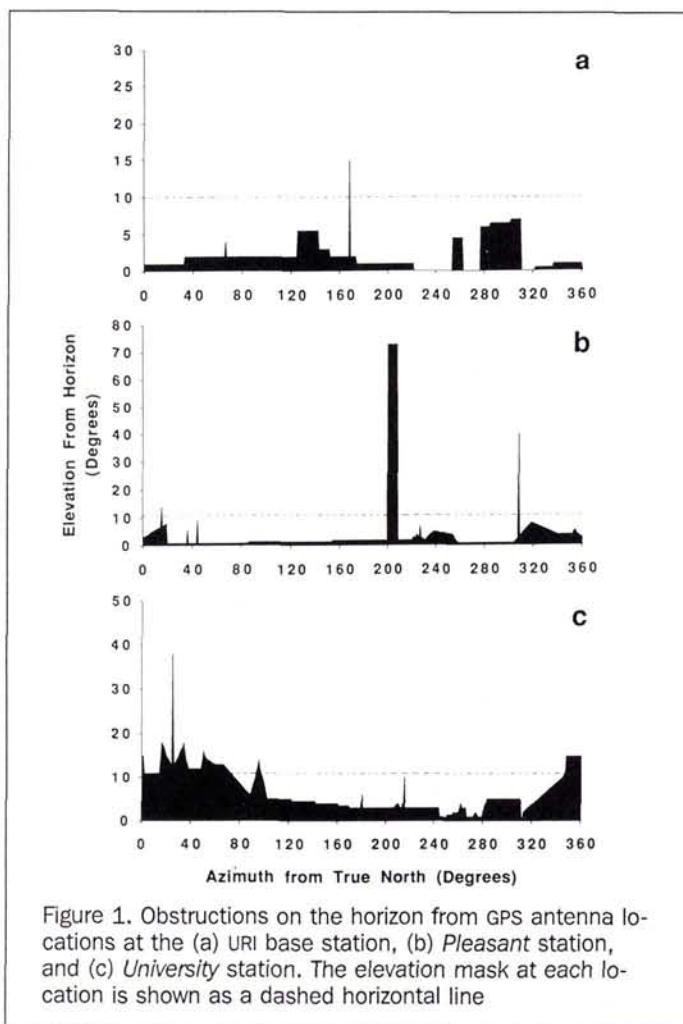 a
30
25
20
15
10
5
0
0 40 80 120 160 200 240 280 320 360
b
80
70
60
50
40
30
20
10
0
0 40 80 120 160 200 240 280 320 360
Elevation From Horizon
(Degrees)
c
50
40
30
20
10
0
0 40 80 120 160 200 240 280 320 360
Azimuth from True North (Degrees)
Figure 1. Obstructions on the horizon from GPS antenna lo-
cations at the (a) URI base station, (b) Pleasant station,
and (c) University station. The elevation mask at each lo-
cation is shown as a dashed horizontal line